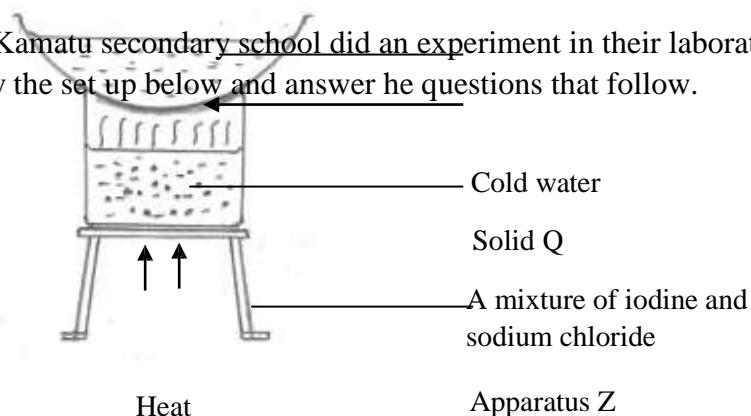 Kamatu secondary school did an experiment in their laborat
the set up below and answer he questions that follow.
Cold water
Solid Q
A mixture of iodine and
sodium chloride
Heat
Apparatus Z